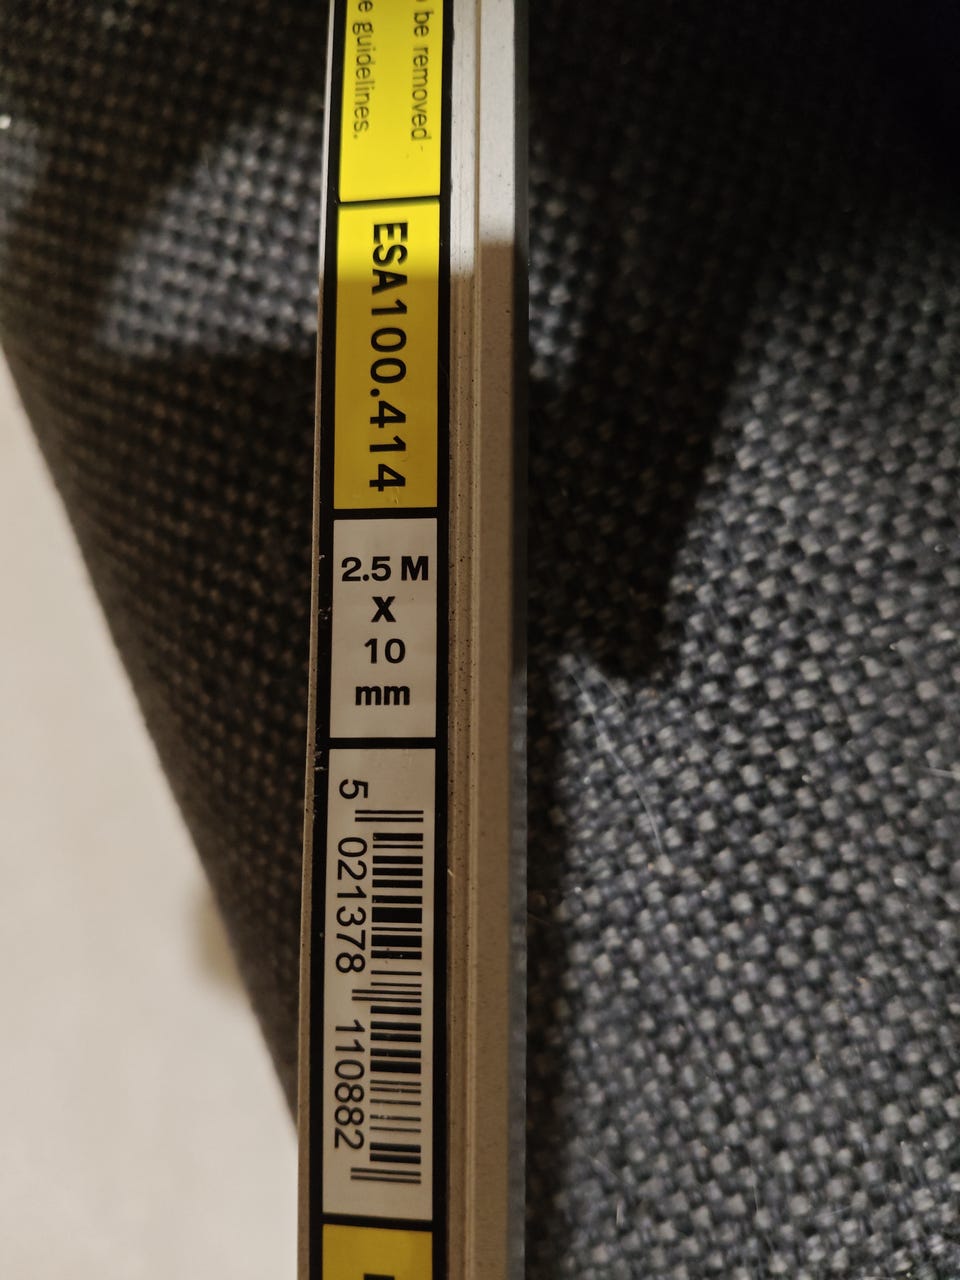 be removed
guidelines.
ESA100.414
2.5 M
X
10
mm
5 021378 110882